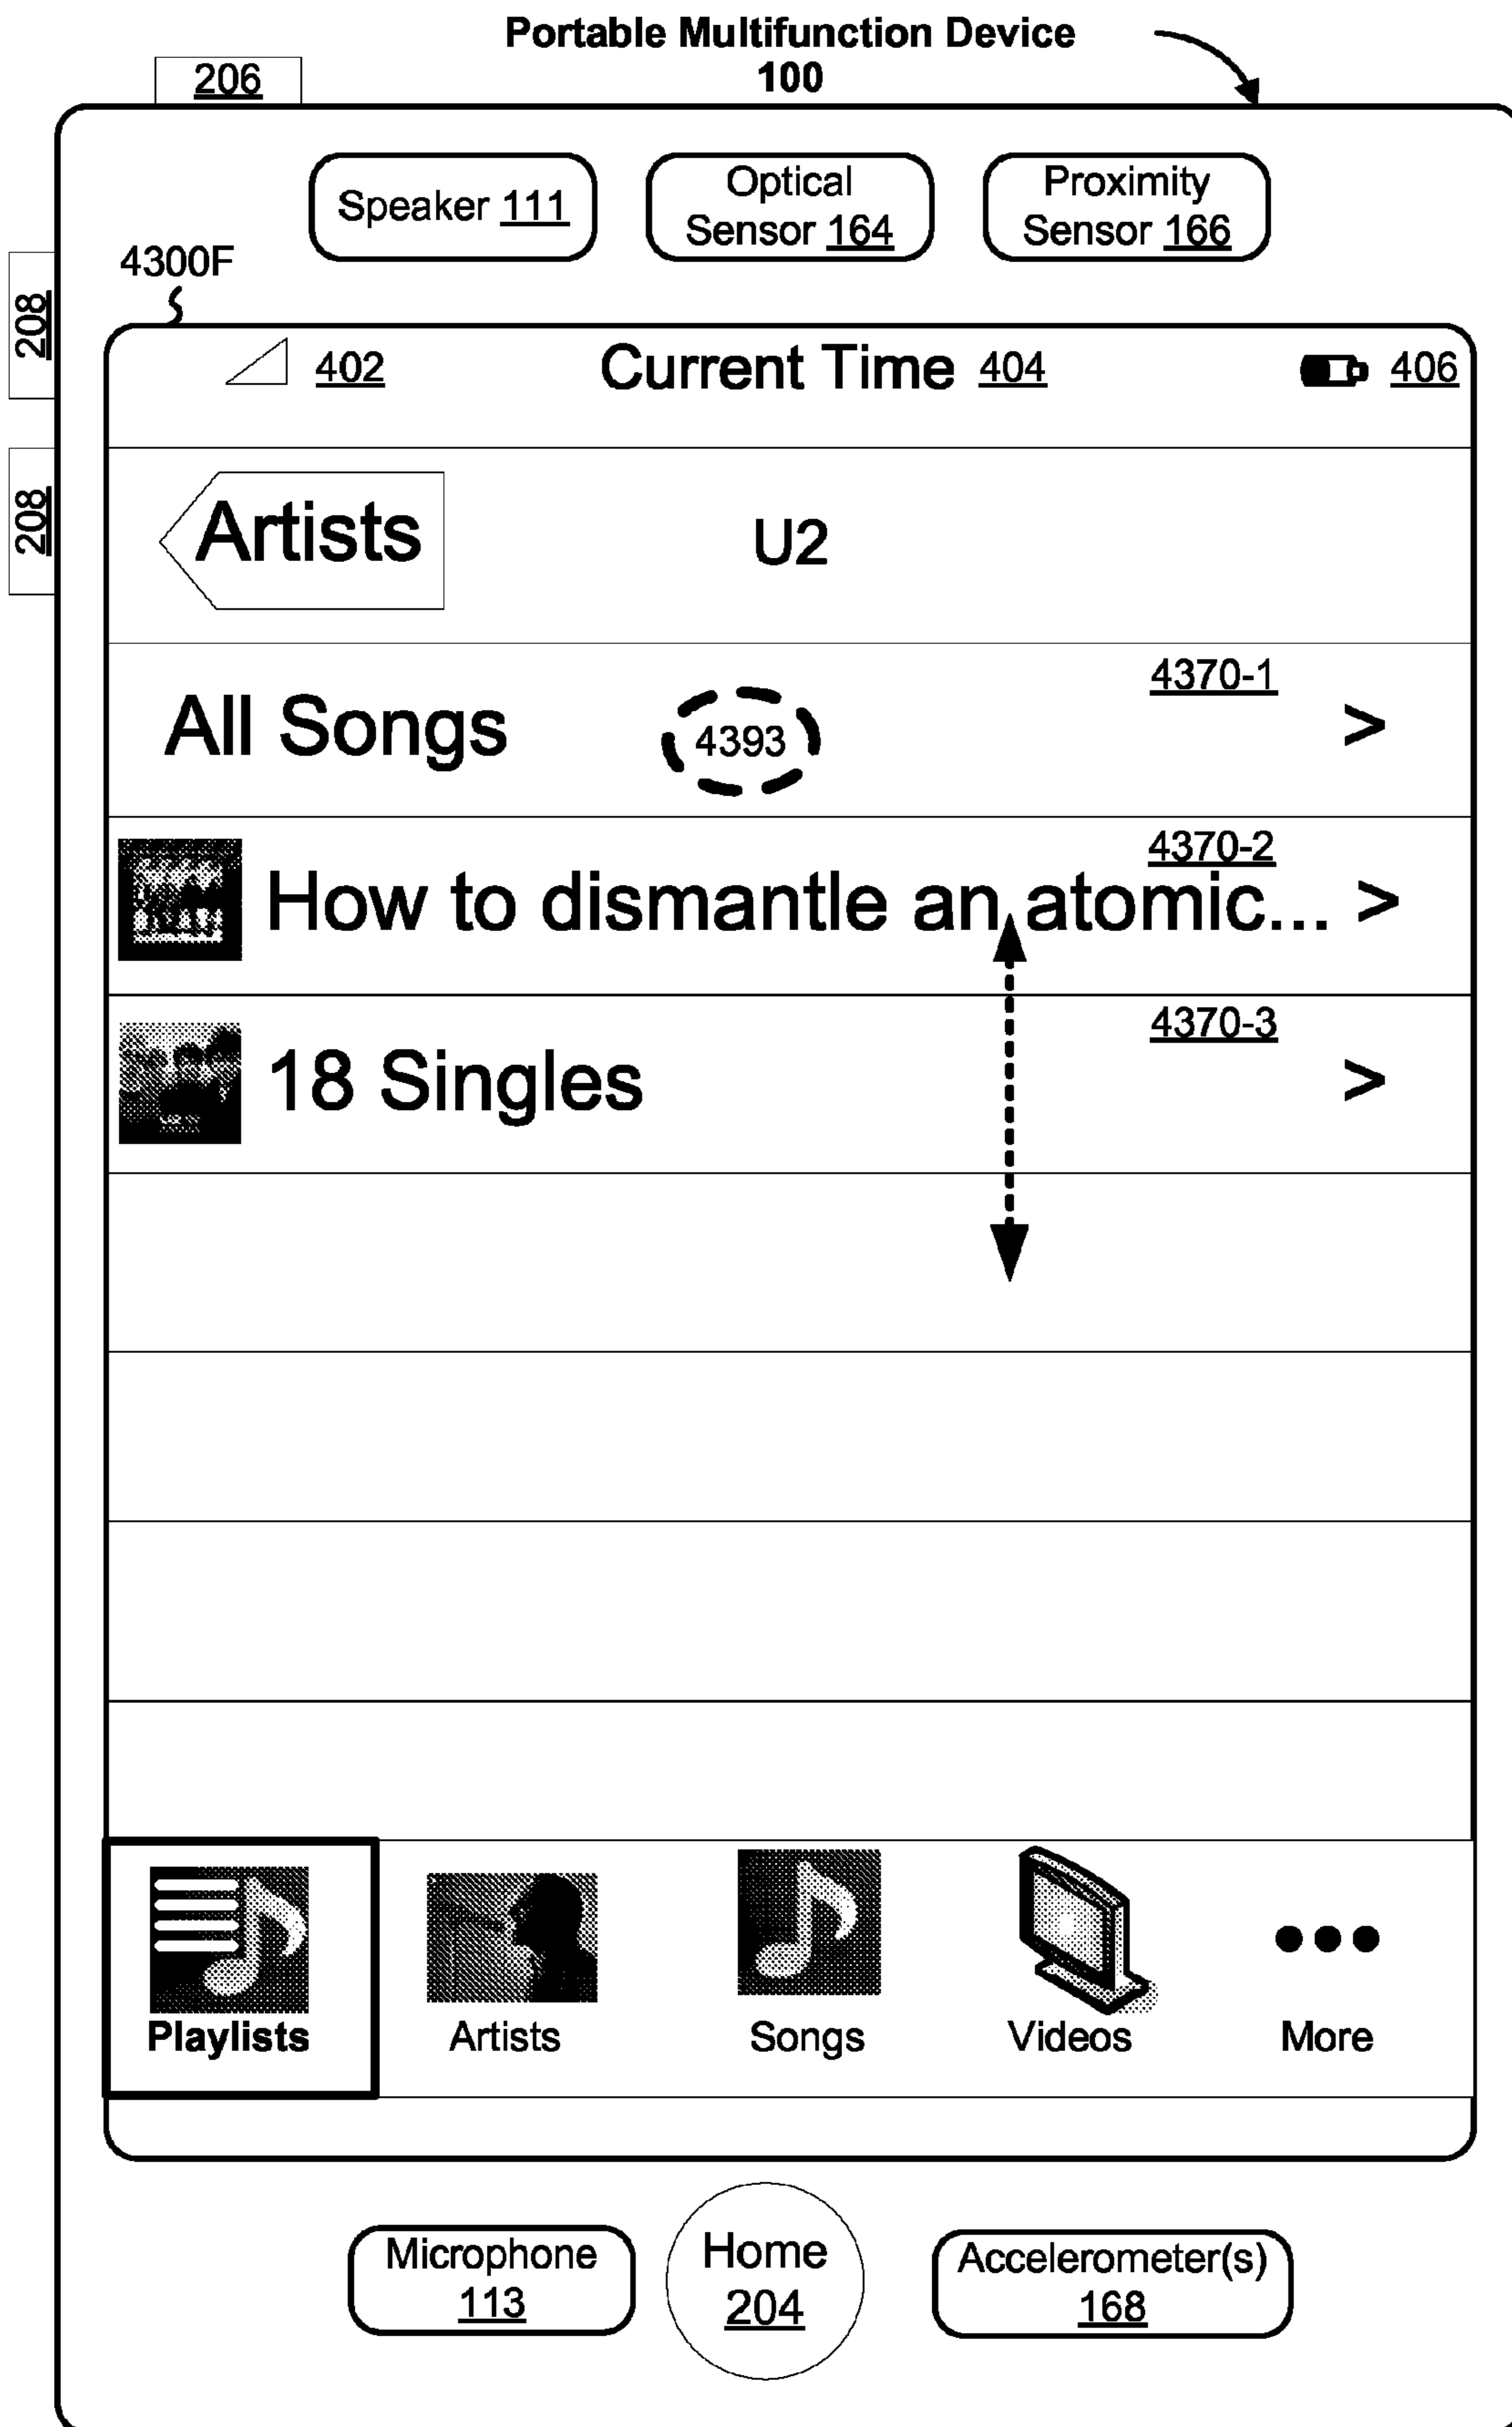 Portable Multifunction Device
100
206
Speaker 111
Optical
Sensor 164
Proximity
Sensor 166
4300F
208
402
Current Time 404
406
208
Artists
U2
4370-1
All Songs
4393
>
4370-2
How to dismantle an atomic... >
4370-3
18 Singles
>
Playlists
Artists
Songs
Videos
More
Microphone
113
Home
204
Accelerometer(s)
168